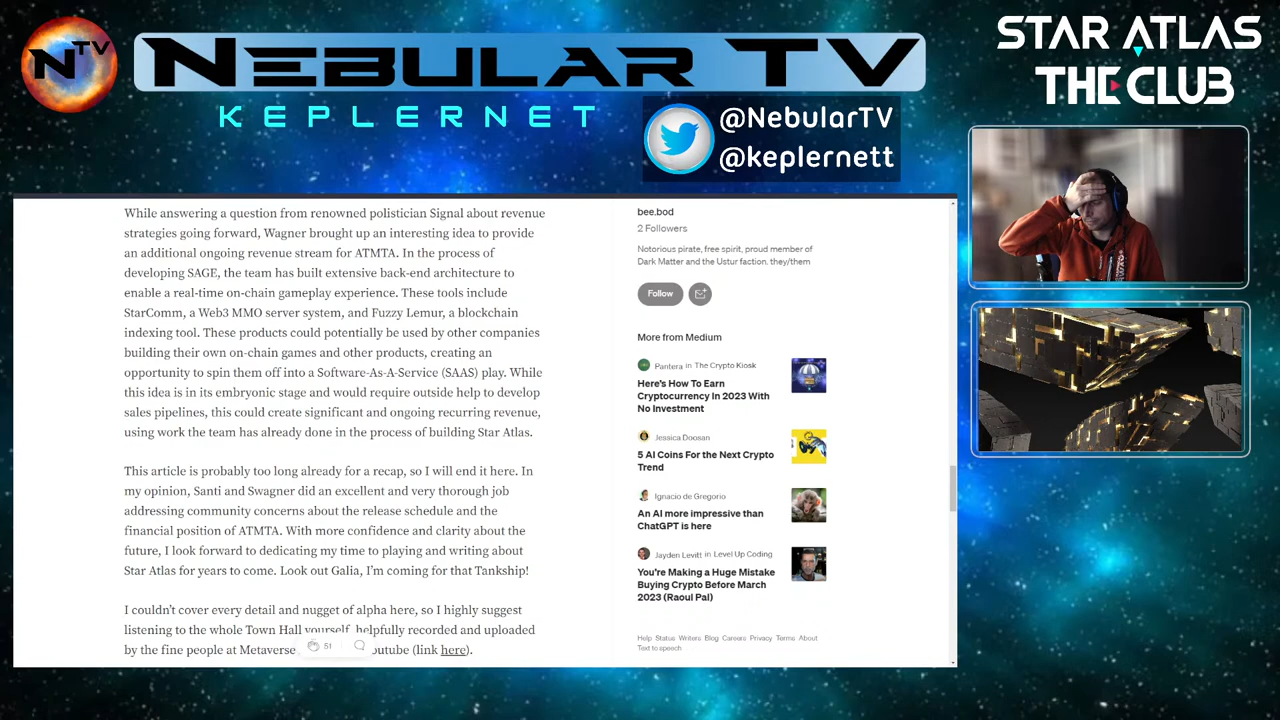 NTV
NEBULAR TV
KEPLERNET
@NebularTV
@keplernett
STAR ATLAS
THE CLUB
While answering a question from renowned polistician Signal about revenue
strategies going forward, Wagner brought up an interesting idea to provide
an additional ongoing revenue stream for ATMTA. In the process of
developing SAGE, the team has built extensive back-end architecture to
enable a real-time on-chain gameplay experience. These tools include
StarComm, a Web3 MMO server system, and Fuzzy Lemur, a blockchain
indexing tool. These products could potentially be used by other companies
building their own on-chain games and other products, creating an
opportunity to spin them off into a Software-As-A-Service (SAAS) play. While
this idea is in its embryonic stage and would require outside help to develop
sales pipelines, this could create significant and ongoing recurring revenue,
using work the team has already done in the process of building Star Atlas.
This article is probably too long already for a recap, so I will end it here. In
my opinion, Santi and Swagner did an excellent and very thorough job
addressing community concerns about the release schedule and the
financial position of ATMTA. With more confidence and clarity about the
future, I look forward to dedicating my time to playing and writing about
Star Atlas for years to come. Look out Galia, I'm coming for that Tankship!
I couldn't cover every detail and nugget of alpha here, so I highly suggest
listening to the whole Town Hall yourself, helpfully recorded and uploaded
by the fine people at Metaverse outube (link here).
51
bee.bod
2 Followers
Notorious pirate, free spirit, proud member of
Dark Matter and the Ustur faction. they/them
Follow
More from Medium
Pantera in The Crypto Kiosk
Here's How To Earn
Cryptocurrency In 2023 With
No Investment
Jessica Doosan
5 AI Coins For the Next Crypto
Trend
Ignacio de Gregorio
An AI more impressive than
ChatGPT is here
Jayden Levitt in Level Up Coding
You're Making a Huge Mistake
Buying Crypto Before March
2023 (Raoul Pal)
Help Status Writers Blog Careers Privacy Terms About
Text to speech